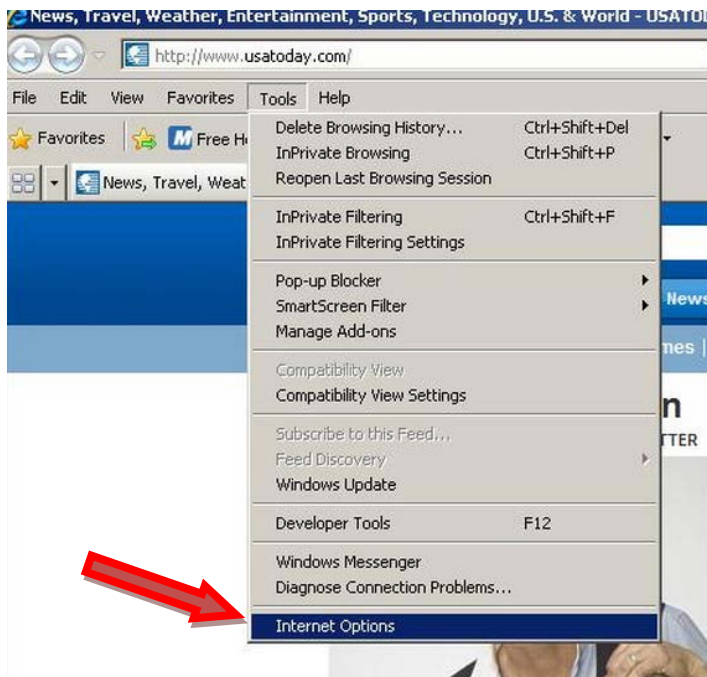 News, Travel, Weather, Entertainment, Sports, Technology, U.S. & World - USATOD
http://www.usatoday.com/
File Edit View Favorites Tools Help
Favorites Free H
News, Travel, Weat
Delete Browsing History... Ctrl+Shift+Del
InPrivate Browsing Ctrl+Shift+P
Reopen Last Browsing Session
InPrivate Filtering Ctrl+Shift+F
InPrivate Filtering Settings
Pop-up Blocker
SmartScreen Filter
News
Manage Add-ons
mes |
Compatibility View
Compatibility View Settings
n
Subscribe to this Feed...
TTER
Feed Discovery
Windows Update
Developer Tools F12
Windows Messenger
Diagnose Connection Problems...
Internet Options